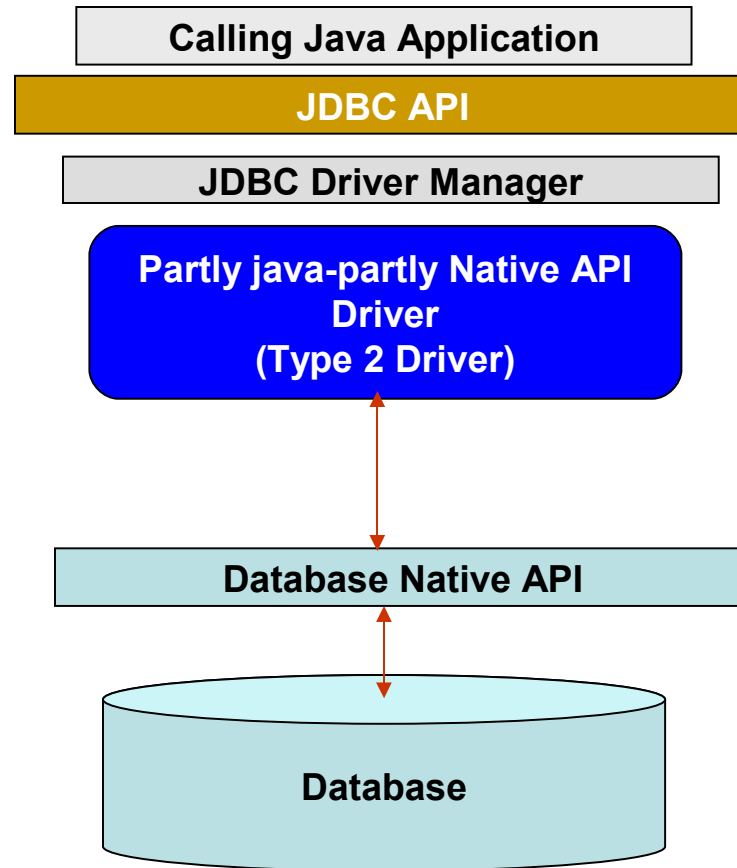 Calling Java Application
JDBC API
JDBC Driver Manager
Partly java-partly Native API
Driver
(Type 2 Driver)
Database Native API
Database